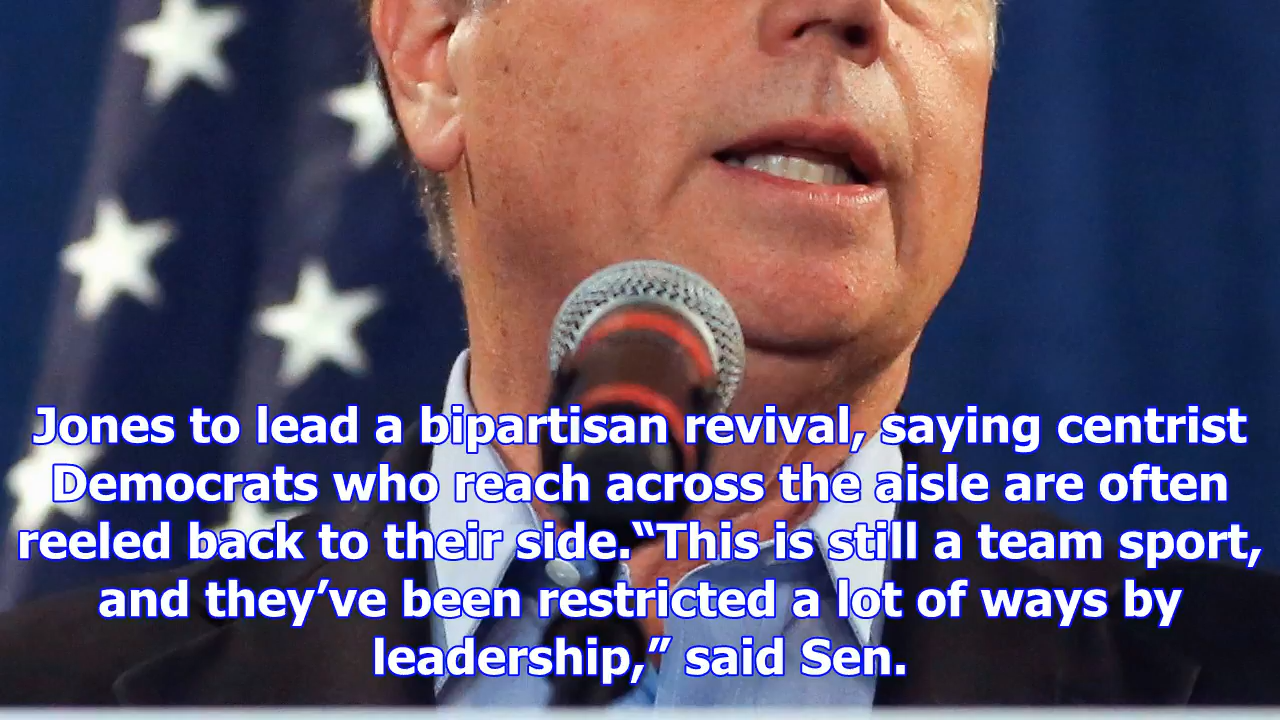 Jones to lead a bipartisan revival, saying centrist
Democrats who reach across the aisle are often
reeled back to their side.“This is still a team sport,
and they’ve been restricted a lot of ways by
leadership,” said Sen.